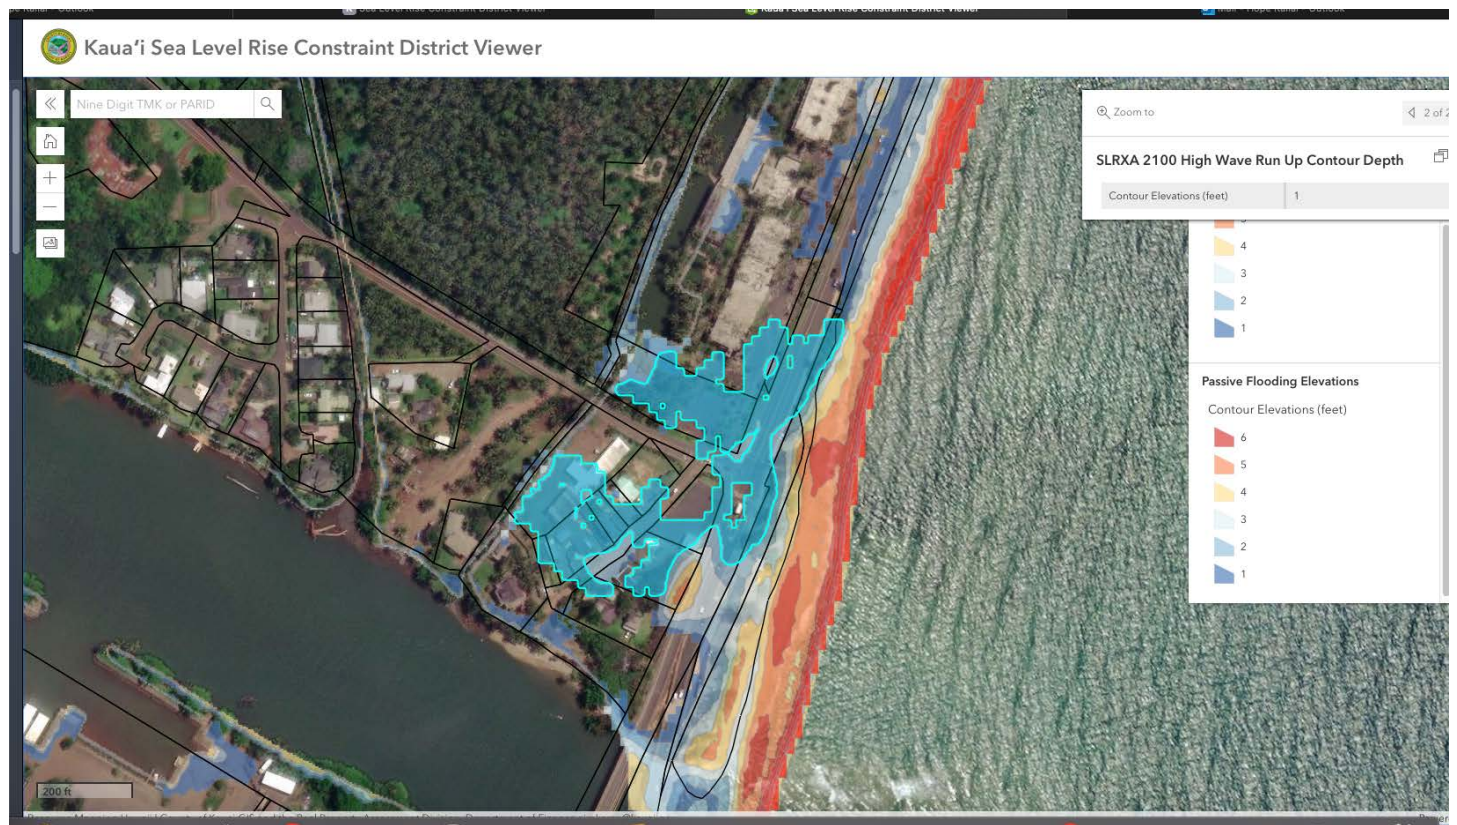 Kauaʻi Sea Level Rise Constraint District Viewer
Nine Digit TMK or PARID
Zoom to
2 of 2
SLRXA 2100 High Wave Run Up Contour Depth
Contour Elevations (feet) 1
4
3
2
1
Passive Flooding Elevations
Contour Elevations (feet)
6
5
4
3
2
1
200 ft